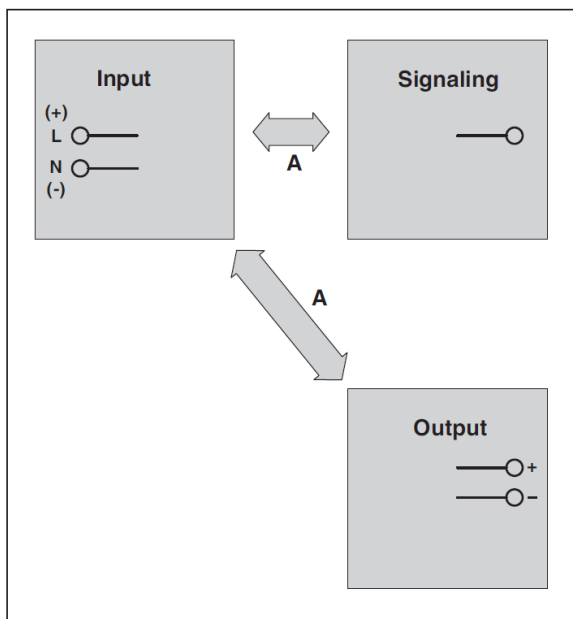 Input
(+)
L
N
(-)
A
Signaling
A
Output
+
–